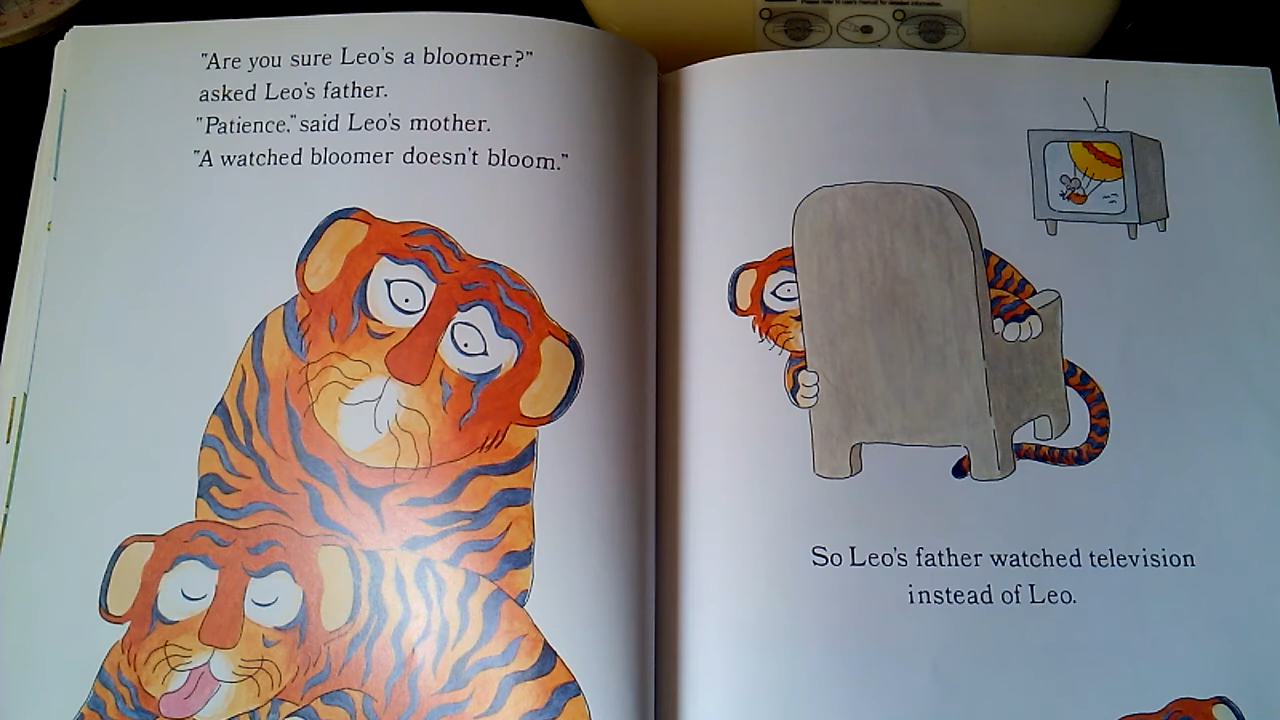 "Are you sure Leo's a bloomer?"
asked Leo's father.
"Patience," said Leo's mother.
"A watched bloomer doesn't bloom."
So Leo's father watched television
instead of Leo.